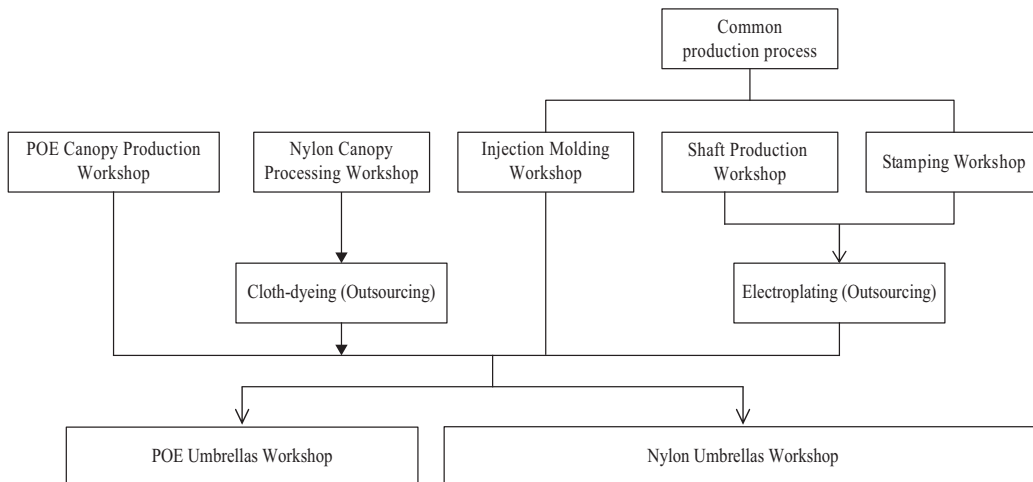 Common
production process
POE Canopy Production
Workshop
Nylon Canopy
Processing Workshop
Injection Molding
Workshop
Shaft Production
Workshop
Stamping Workshop
Cloth-dyeing (Outsourcing)
Electroplating (Outsourcing)
POE Umbrellas Workshop
Nylon Umbrellas Workshop